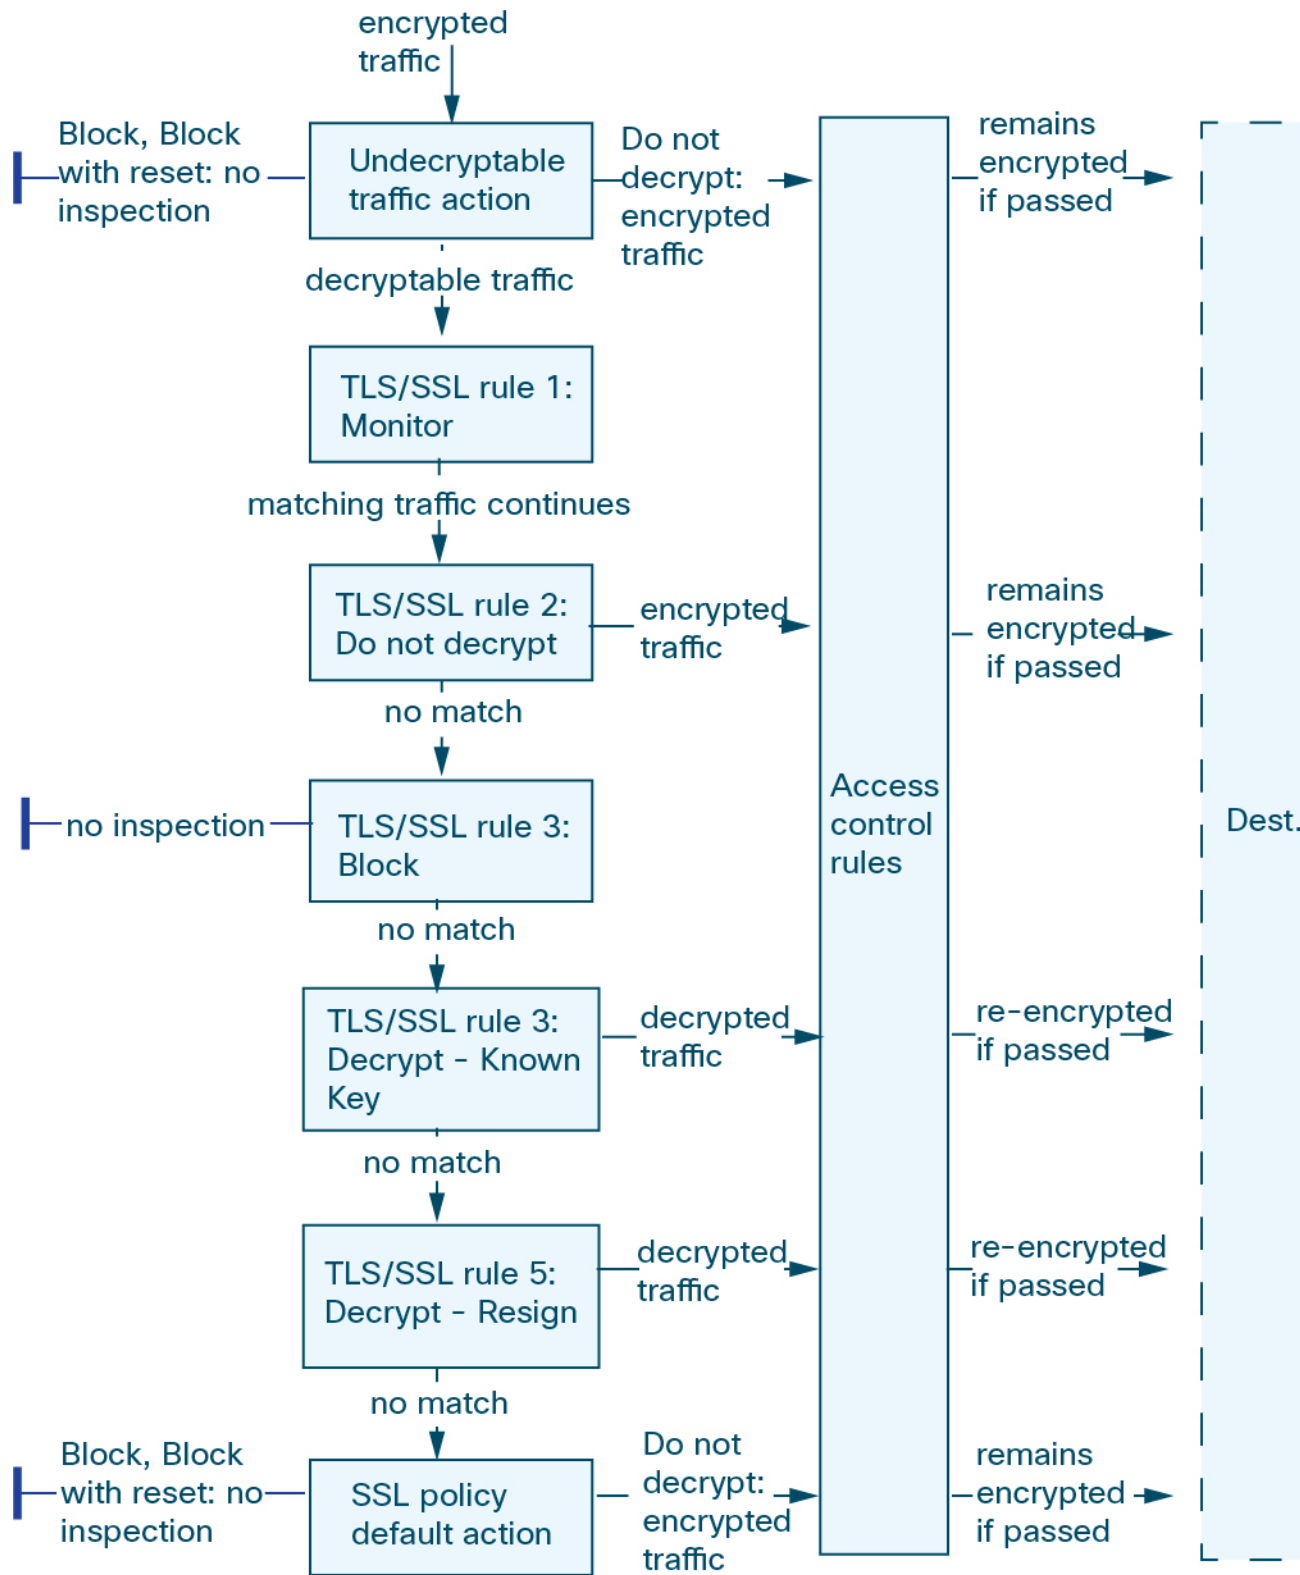 encrypted
traffic
Block, Block
with reset: no
inspection
Undecryptable
traffic action
Do not
decrypt:
encrypted
traffic
remains
encrypted
if passed
decryptable traffic
TLS/SSL rule 1:
Monitor
matching traffic continues
TLS/SSL rule 2:
Do not decrypt
encrypted
traffic
remains
encrypted
if passed
no match
no inspection
TLS/SSL rule 3:
Block
Access
control
rules
Dest.
no match
TLS/SSL rule 3:
Decrypt - Known
Key
decrypted
traffic
re-encrypted
if passed
no match
TLS/SSL rule 5:
Decrypt - Resign
decrypted
traffic
re-encrypted
if passed
no match
Block, Block
with reset: no
inspection
SSL policy
default action
Do not
decrypt:
encrypted
traffic
remains
encrypted
if passed